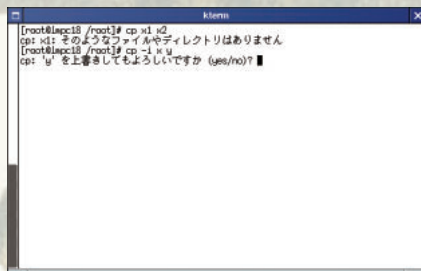 kterm
[root@lmpc18 /root]# cp x1 x2
cp: x1: そのようなファイルやディレクトリはありません
[root@lmpc18 /root]# cp -i x y
cp: 'y' を上書きしてもよろしいですか (yes/no)?